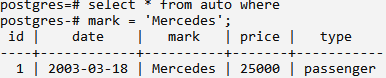 postgres=# select * from auto where
postgres-# mark = 'Mercedes';
id | date | mark | price | type
----+------------+----------+-------+-----------
1 | 2003-03-18 | Mercedes | 25000 | passenger